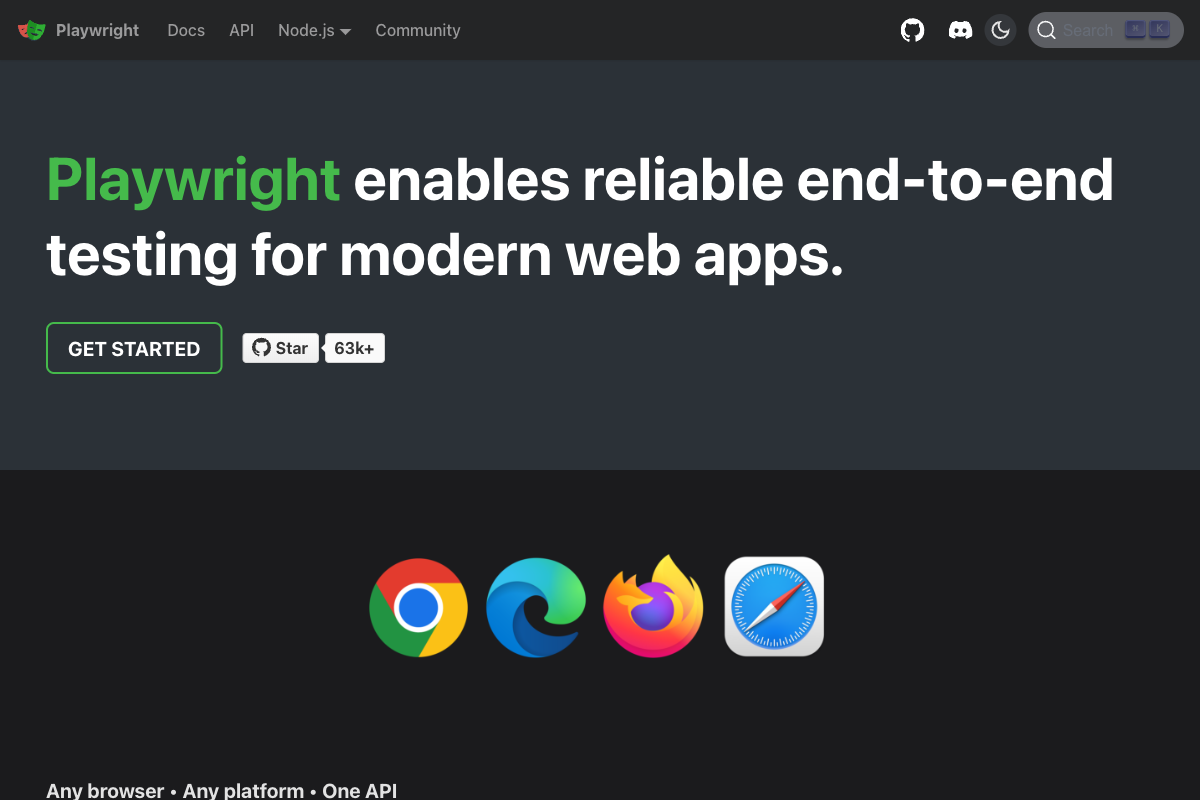 Playwright Docs API Node.js Community Search ⌘ K
Playwright enables reliable end-to-end
testing for modern web apps.
GET STARTED Star 63k+
Any browser • Any platform • One API